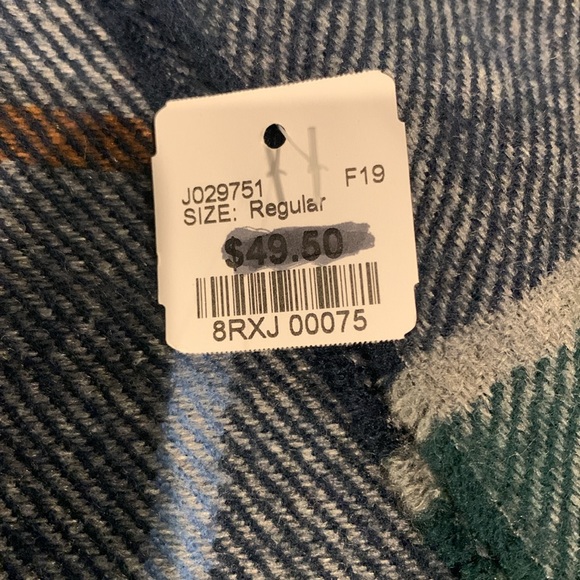 J029751 F19
SIZE: Regular
$49.50
8RXJ 00075